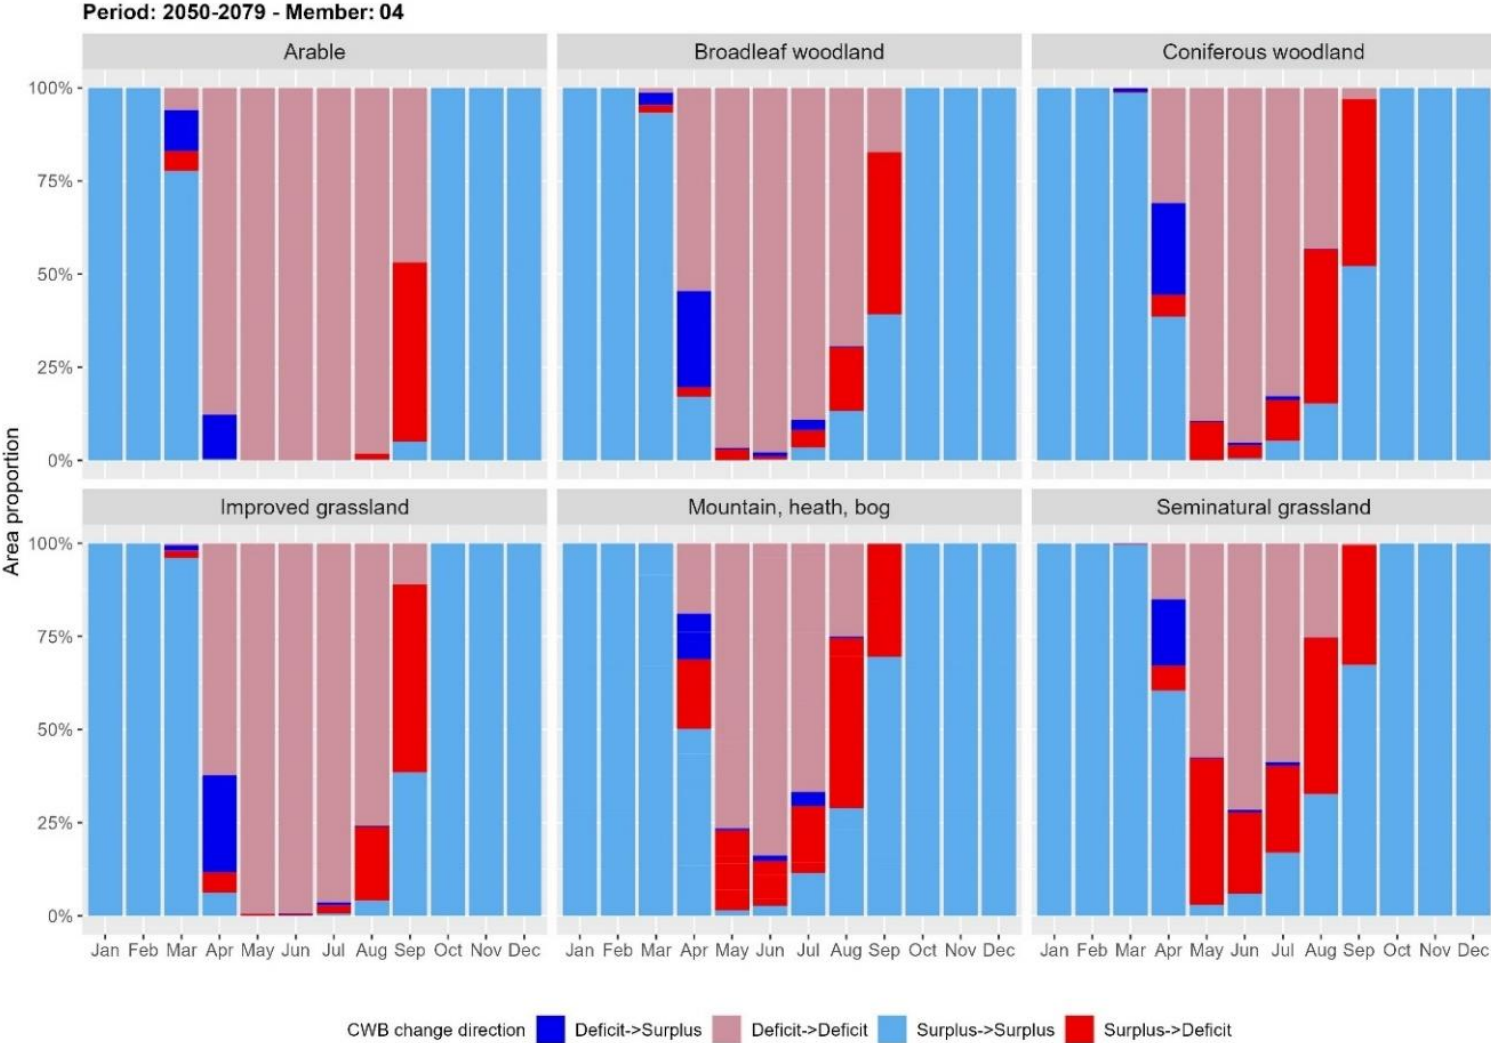 Period: 2050-2079 - Member: 04
Arable Broadleaf woodland Coniferous woodland
100%
75%
50%
25%
0%
Area proportion
Improved grassland Mountain, heath, bog Seminatural grassland
100%
75%
50%
25%
0%
Jan Feb Mar Apr May Jun Jul Aug Sep Oct Nov Dec Jan Feb Mar Apr May Jun Jul Aug Sep Oct Nov Dec Jan Feb Mar Apr May Jun Jul Aug Sep Oct Nov Dec
CWB change direction Deficit->Surplus Deficit->Deficit Surplus->Surplus Surplus->Deficit